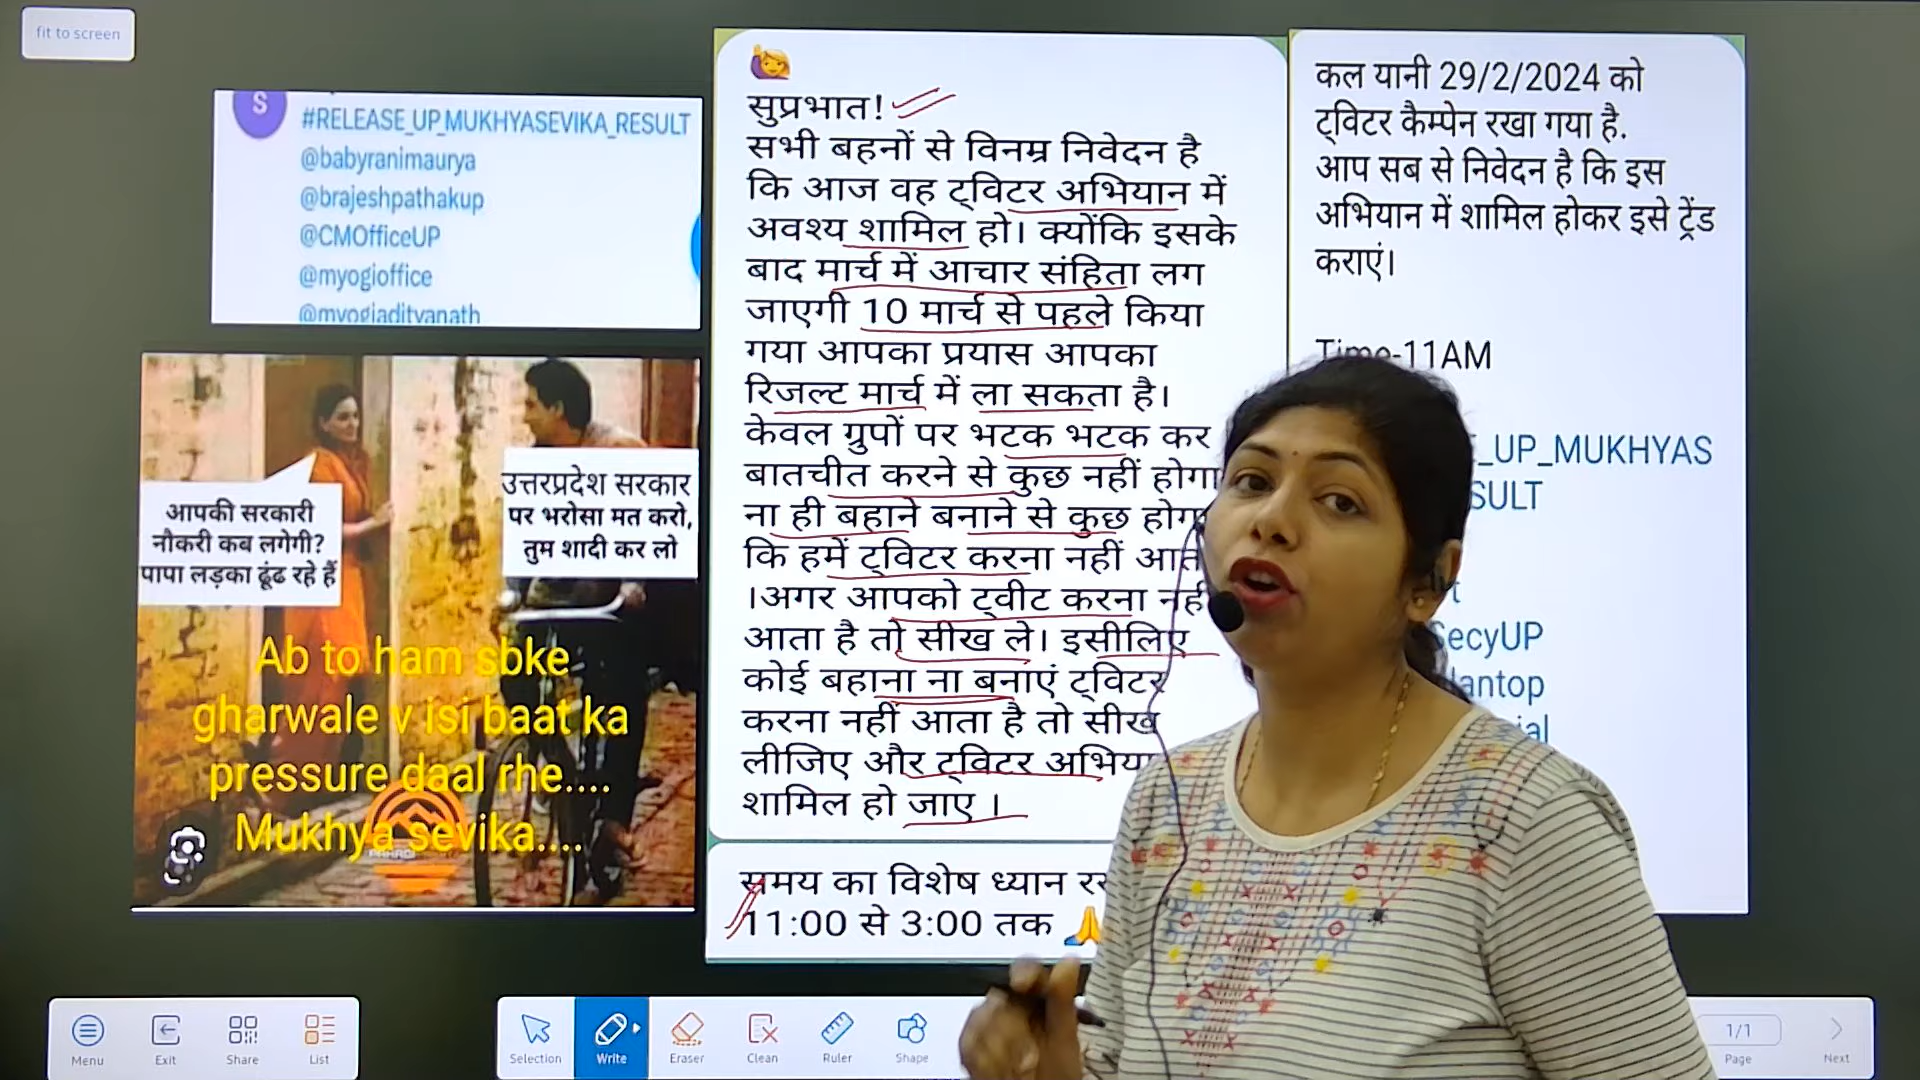 fit to screen
S
#RELEASE_UP_MUKHYASEVIKA_RESULT
@babyranimaurya
@brajeshpathakup
@CMOfficeUP
@myogioffice
@myogiadityanath
आपकी सरकारी
नौकरी कब लगेगी?
पापा लड़का ढूंढ रहे हैं
उत्तरप्रदेश सरकार
पर भरोसा मत करो,
तुम शादी कर लो
Ab to ham sbke
gharwale v isi baat ka
pressure daal rhe....
Mukhya sevika....
सुप्रभात!
सभी बहनों से विनम्र निवेदन है
कि आज वह ट्विटर अभियान में
अवश्य शामिल हो। क्योंकि इसके
बाद मार्च में आचार संहिता लग
जाएगी 10 मार्च से पहले किया
गया आपका प्रयास आपका
रिजल्ट मार्च में ला सकता है।
केवल ग्रुपों पर भटक भटक कर
बातचीत करने से कुछ नहीं होगा
ना ही बहाने बनाने से कुछ
कि हमें ट्विटर करना नहीं
।अगर आपको ट्वीट करना
आता है तो सीख ले। इसीलिए
कोई बहाना ना बनाएं ट्विटर
करना नहीं आता है तो सीख
लीजिए और ट्विटर
शामिल हो जाए ।
समय का विशेष ध्यान
11:00 से 3:00 तक
कल यानी 29/2/2024 को
ट्विटर कैम्पेन रखा गया है.
आप सब से निवेदन है कि इस
अभियान में शामिल होकर इसे ट्रेंड
कराएं।
Time-11AM
_UP_MUKHYAS
SULT
SecyUP
Menu
Exit
Share
List
Selection
Write
Eraser
Clean
Ruler
Shape
1/1
Page
Next